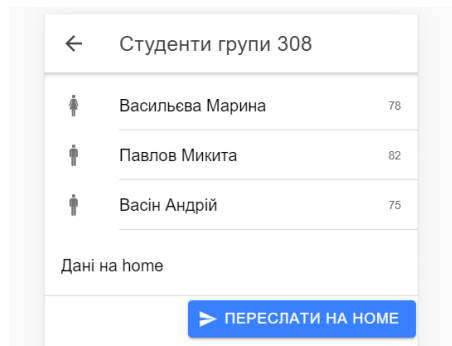 Студенти групи 308
Васильєва Марина 78
Павлов Микита 82
Васін Андрій 75
Дані на home
ПЕРЕСЛАТИ НА HOME